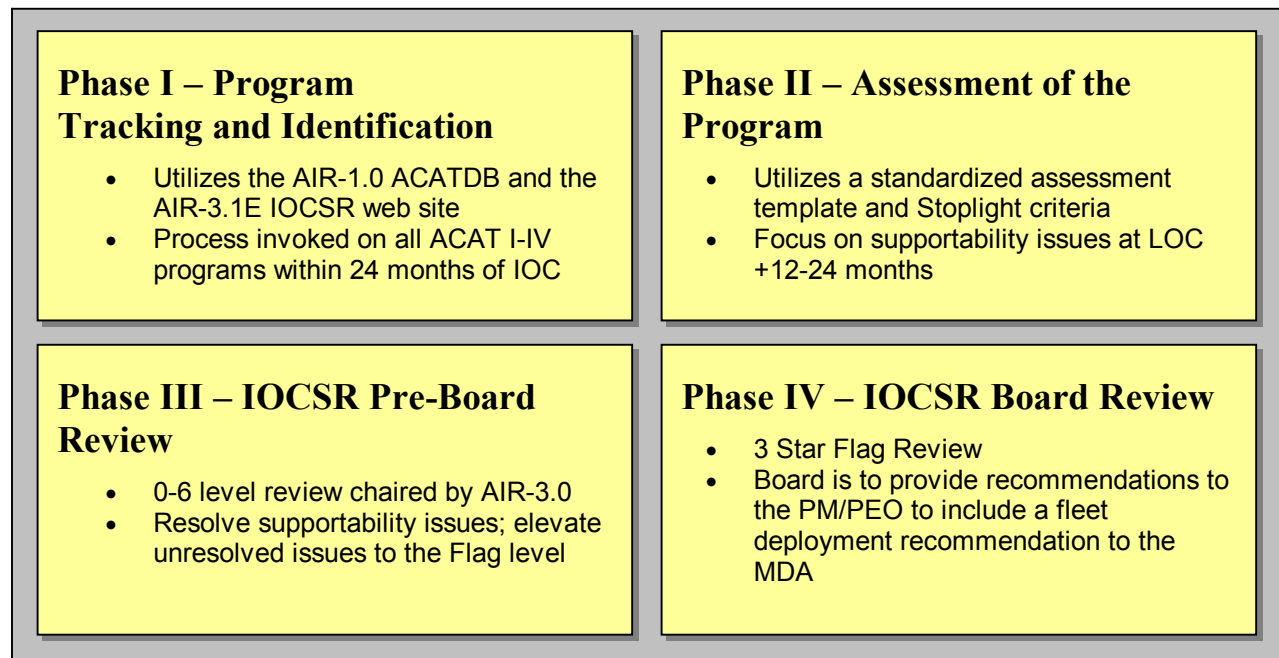 Phase I – Program
Tracking and Identification
• Utilizes the AIR-1.0 ACATDB and the
AIR-3.1E IOCSR web site
• Process invoked on all ACAT I-IV
programs within 24 months of IOC
Phase II – Assessment of the
Program
• Utilizes a standardized assessment
template and Stoplight criteria
• Focus on supportability issues at LOC
+12-24 months
Phase III – IOCSR Pre-Board
Review
• 0-6 level review chaired by AIR-3.0
• Resolve supportability issues; elevate
unresolved issues to the Flag level
Phase IV – IOCSR Board Review
• 3 Star Flag Review
• Board is to provide recommendations to
the PM/PEO to include a fleet
deployment recommendation to the
MDA